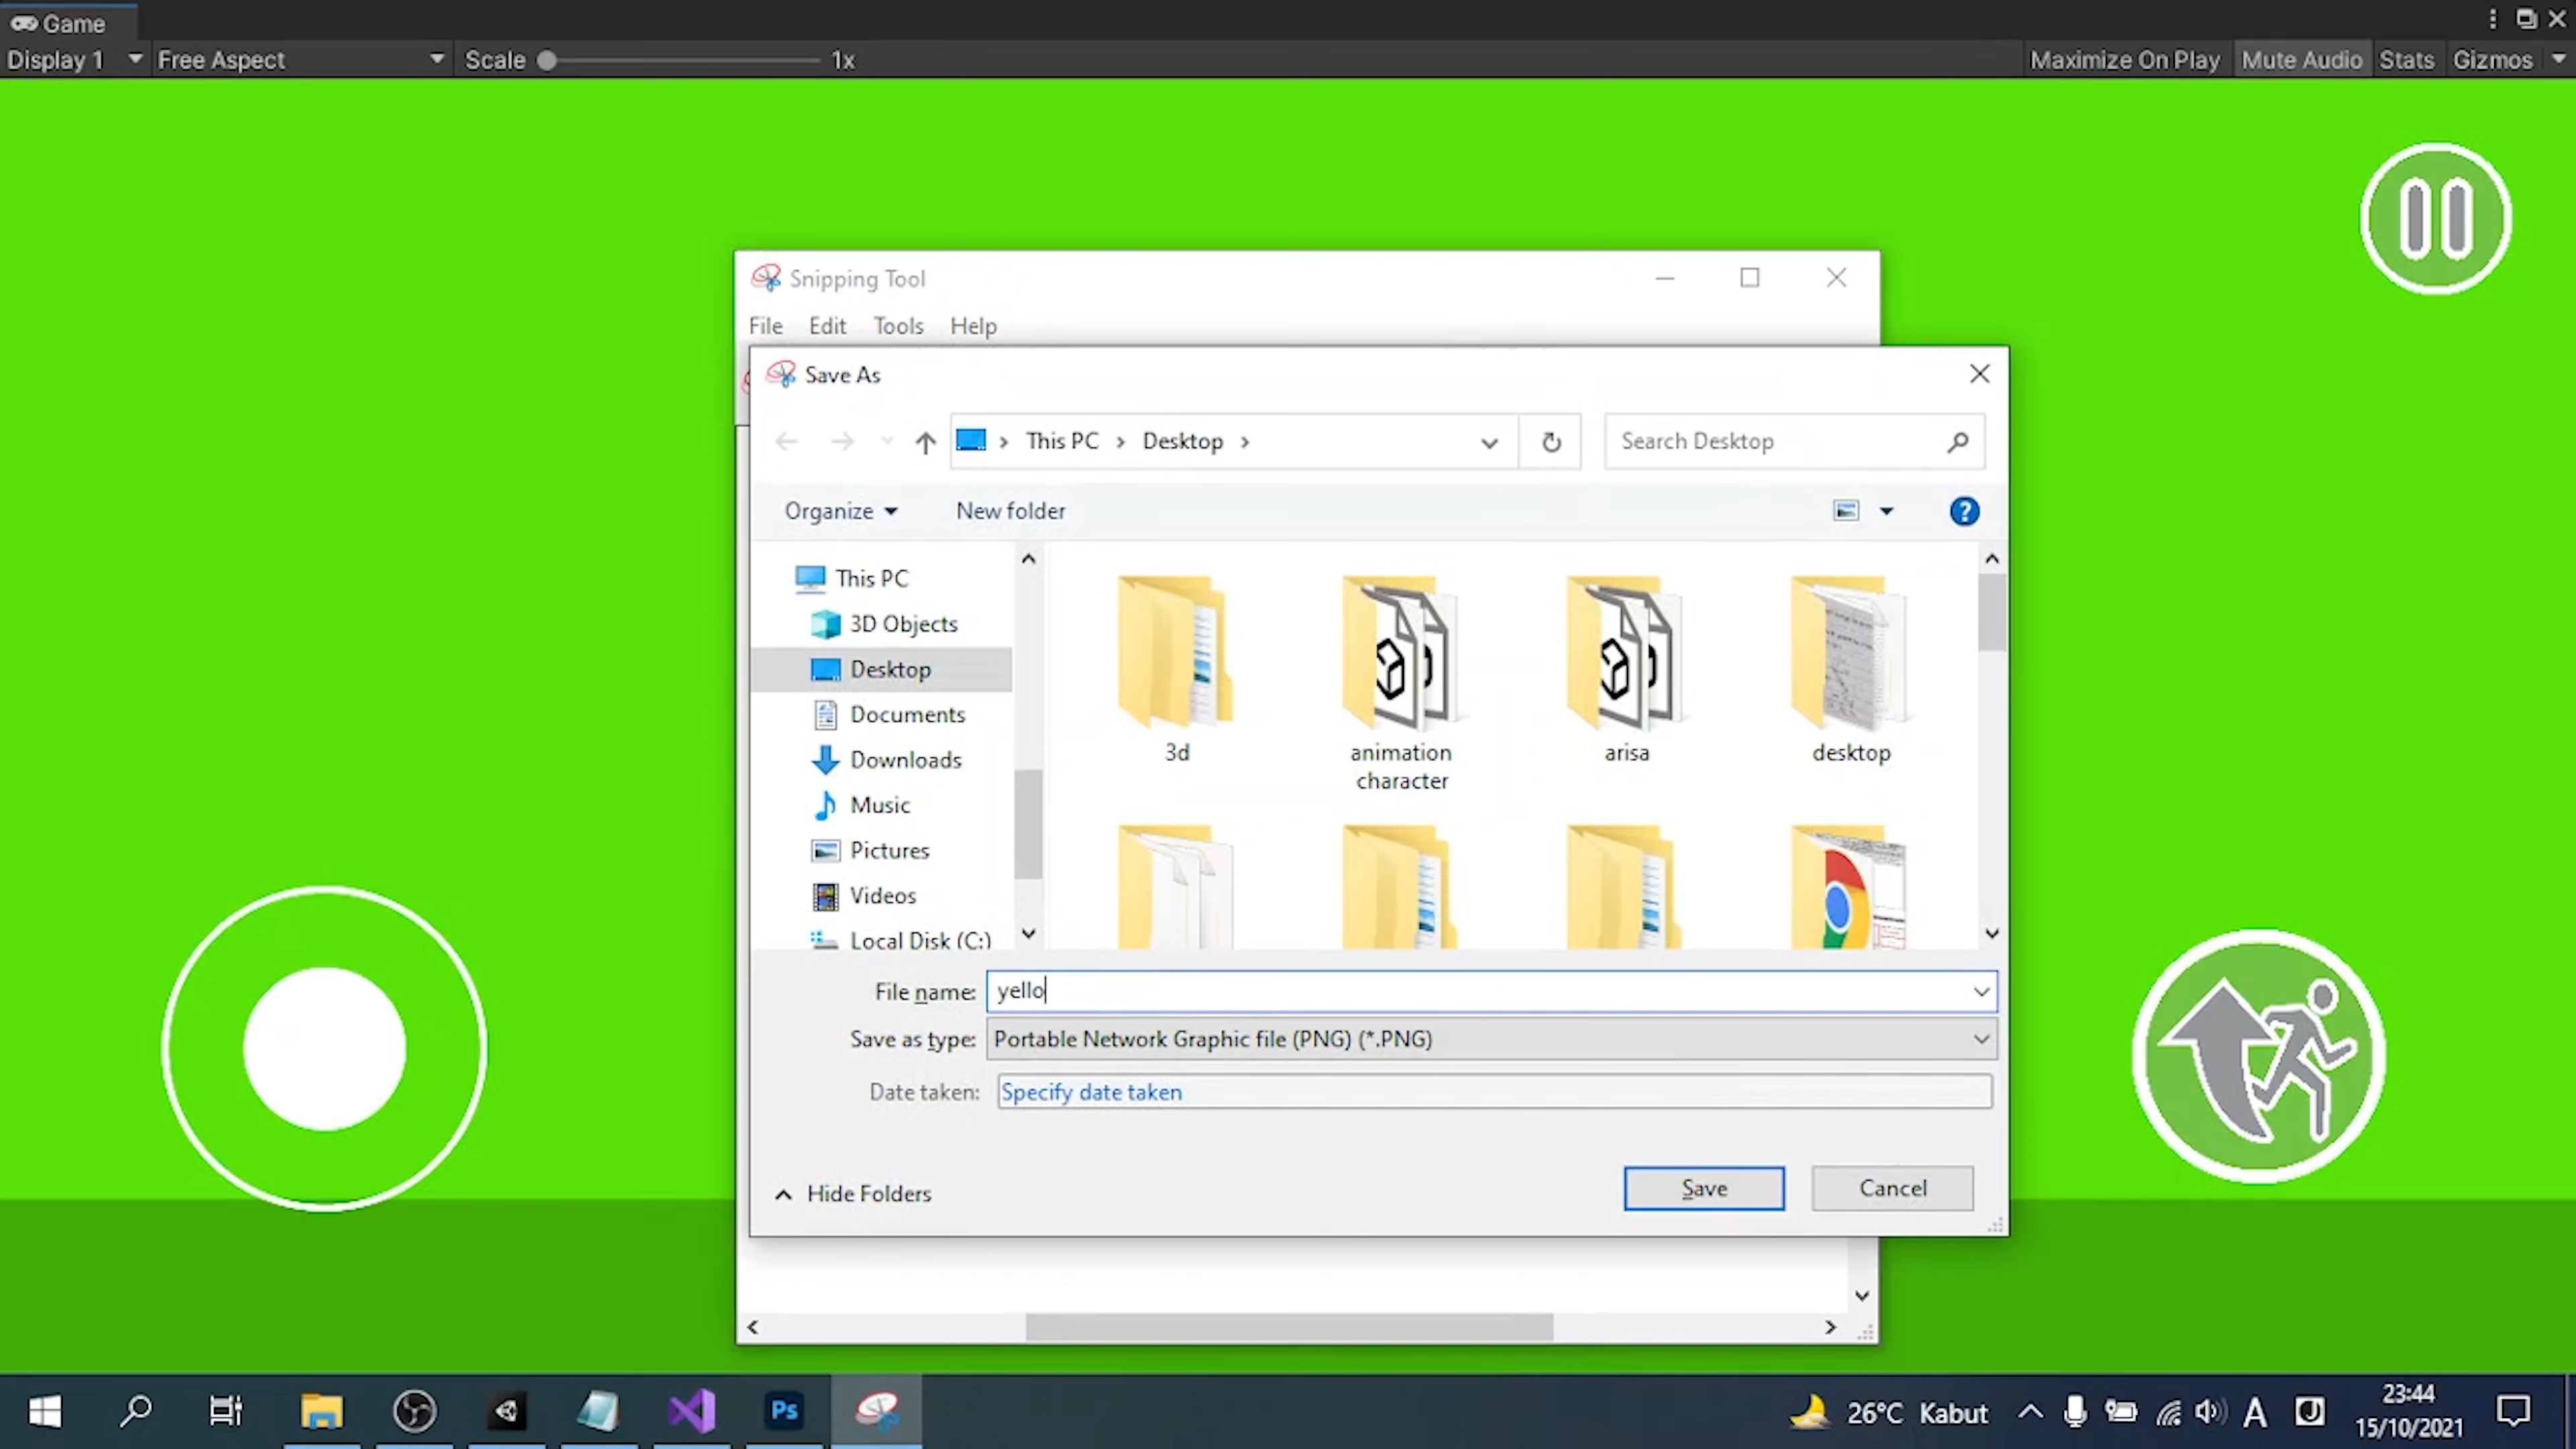 Game
Display 1 Free Aspect Scale 1x Maximize On Play Mute Audio Stats Gizmos
Snipping Tool
File Edit Tools Help
Save As
This PC Desktop Search Desktop
Organize New folder
This PC
3D Objects
Desktop
Documents
Downloads
Music
Pictures
Videos
Local Disk (C:)
3d
animation
character
arisa
desktop
File name: yello
Save as type: Portable Network Graphic file (PNG) (*.PNG)
Date taken: Specify date taken
Hide Folders Save Cancel
Ps 26°C Kabut A 23:44
15/10/2021